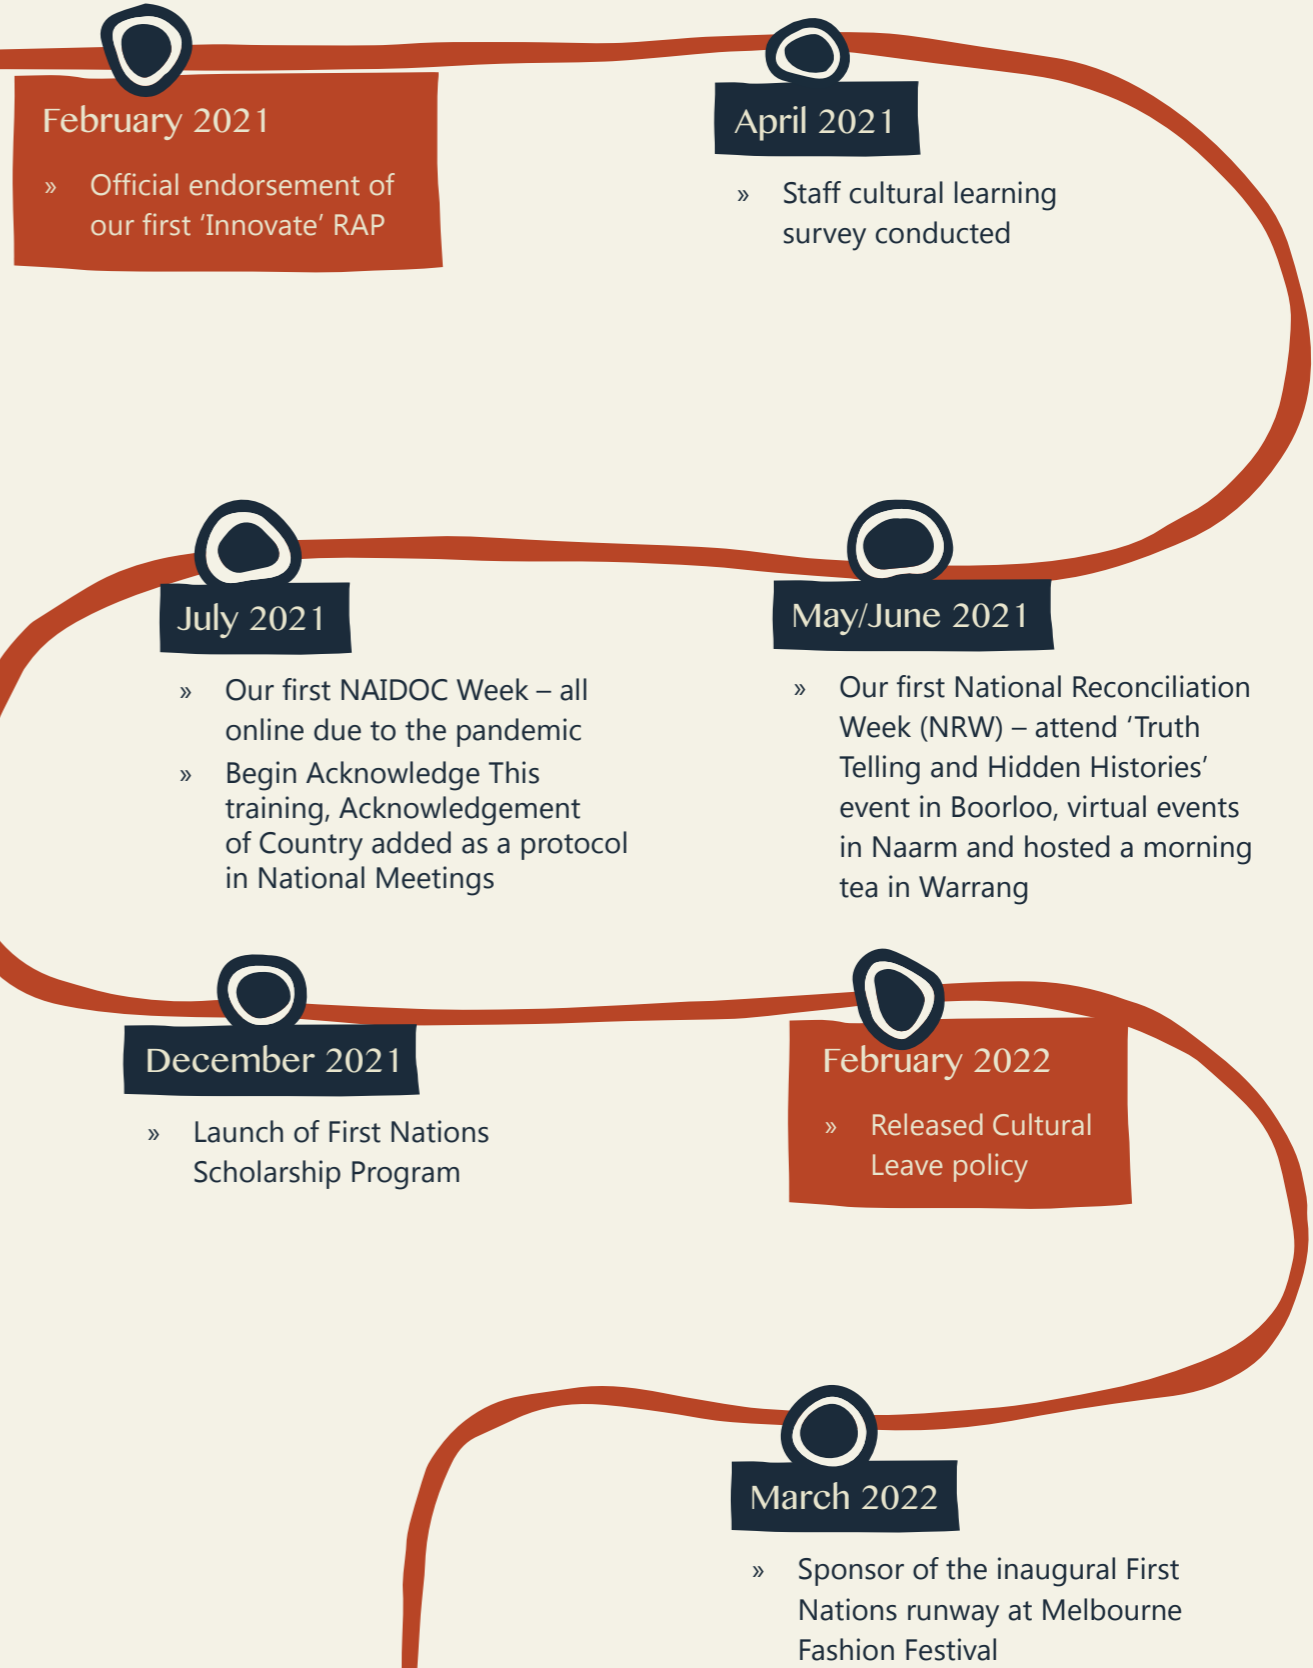 February 2021
» Official endorsement of
our first ‘Innovate’ RAP
April 2021
» Staff cultural learning
survey conducted
May/June 2021
» Our first National Reconciliation
Week (NRW) – attend ‘Truth
Telling and Hidden Histories’
event in Boorloo, virtual events
in Naarm and hosted a morning
tea in Warrang
July 2021
» Our first NAIDOC Week – all
online due to the pandemic
» Begin Acknowledge This
training, Acknowledgement
of Country added as a protocol
in National Meetings
December 2021
» Launch of First Nations
Scholarship Program
February 2022
» Released Cultural
Leave policy
March 2022
» Sponsor of the inaugural First
Nations runway at Melbourne
Fashion Festival